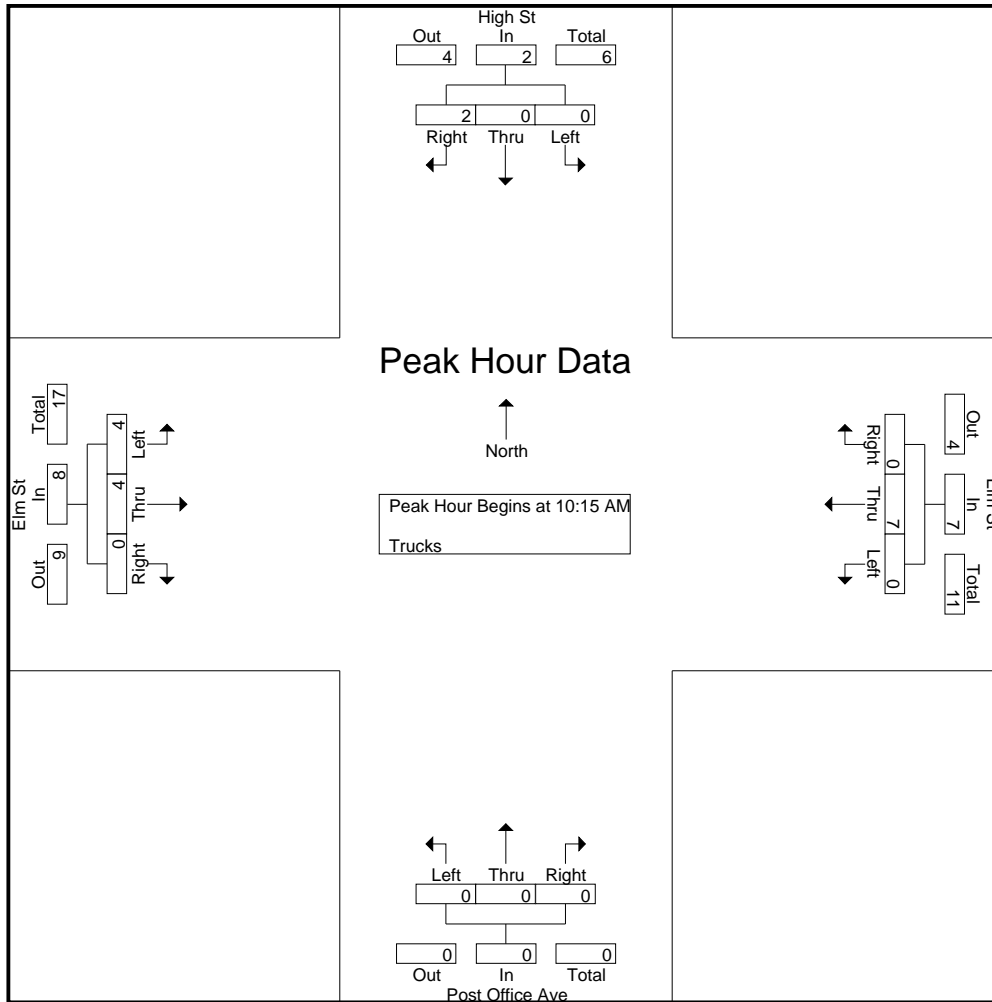 High St
Out In Total
4 2 6
2 0 0
Right Thru Left
Peak Hour Data
North
Peak Hour Begins at 10:15 AM
Trucks
Elm St
Total In Out
17 8 9
4 4 0
Left Thru Right
Elm St
Out In Total
4 7 11
0 7 0
Right Thru Left
Left Thru Right
0 0 0
0 0 0
Out In Total
Post Office Ave